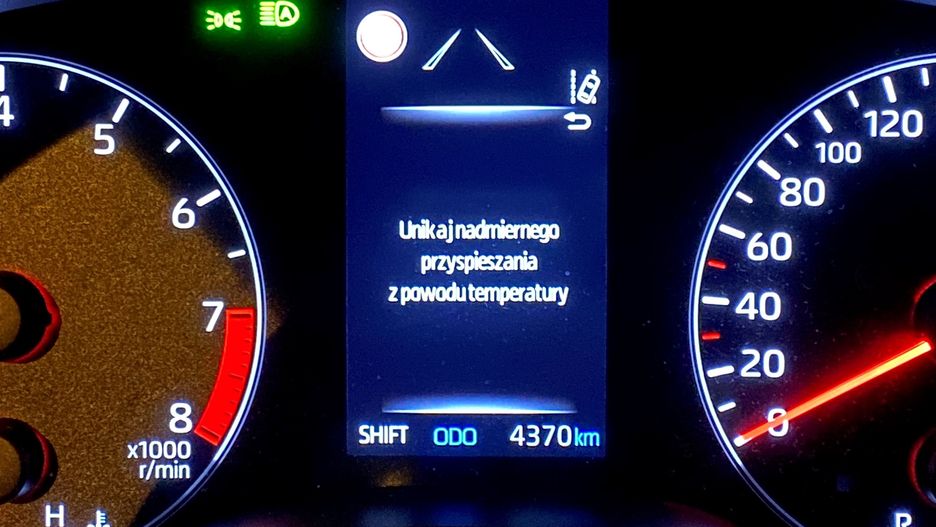 4
5
6
7
8
x1000
r/min
H
Unikaj nadmiernego
przyspieszania
z powodu temperatury
SHIFT ODO 4370 km
120
100
80
60
40
20
0